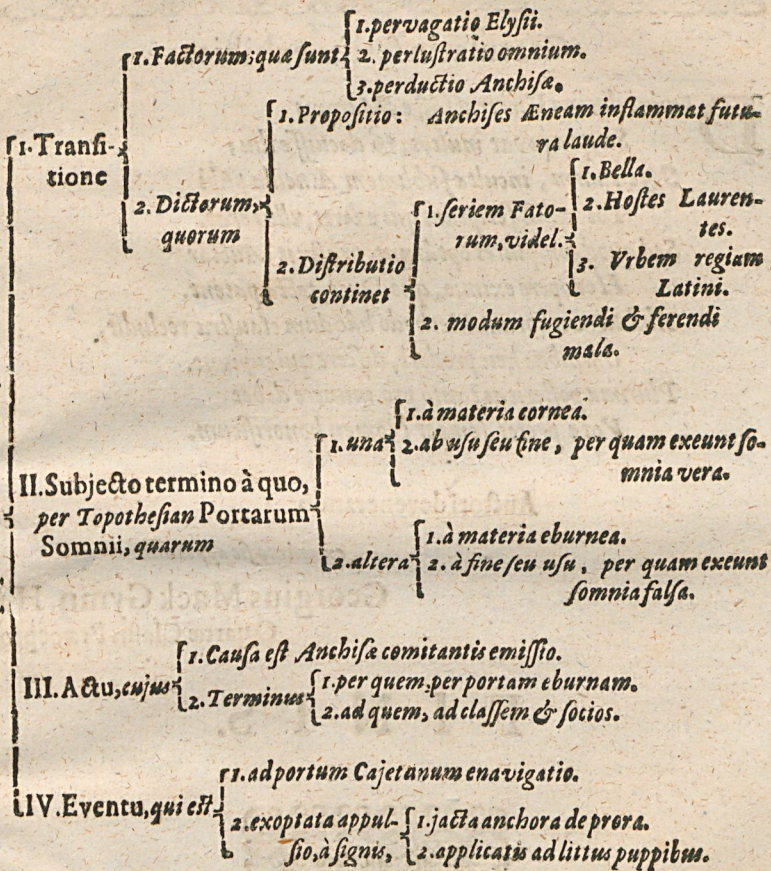 1. pervagatio Elysii.
1. Factorum; quæ sunt 2. perlustratio omnium.
3. perductio Anchisæ.
1. Propositio: Anchises Æneam inflammat futu-
ra laude.
I. Transi-
tione
2. Dictorum,
quorum
2. Distributio
continet
1. seriem Fato-
rum, videl.
1. Bella.
2. Hostes Lauren-
tes.
3. Vrbem regiam
Latini.
2. modum fugiendi & ferendi
mala.
II. Subjecto termino à quo,
per Topothesian Portarum
Somnii, quarum
1. una
1. à materia cornea.
2. ab usu seu fine, per quam exeunt so-
mnia vera.
2. altera
1. à materia eburnea.
2. à fine seu usu, per quam exeunt
somnia falsa.
III. Actu, cujus
1. Causa est Anchisæ comitantis emissio.
2. Terminus
1. per quem, per portam eburnam.
2. ad quem, ad classem & socios.
IV. Eventu, qui est
1. ad portum Cajetanum enavigatio.
2. exoptata appul-
sio, à signis,
1. jacta anchora de prora.
2. applicatis ad littus puppibus.